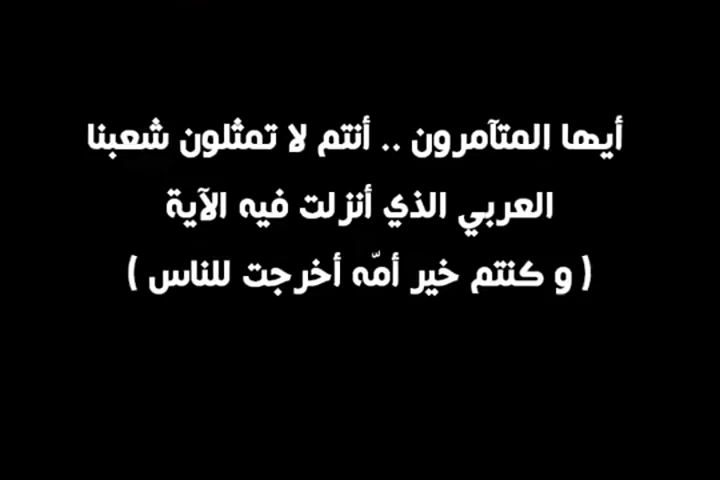 أيها المتآمرون .. أنتم لا تمثلون شعبنا
العربي الذي أنزلت فيه الآية
( و كنتم خير أمّه أخرجت للناس )